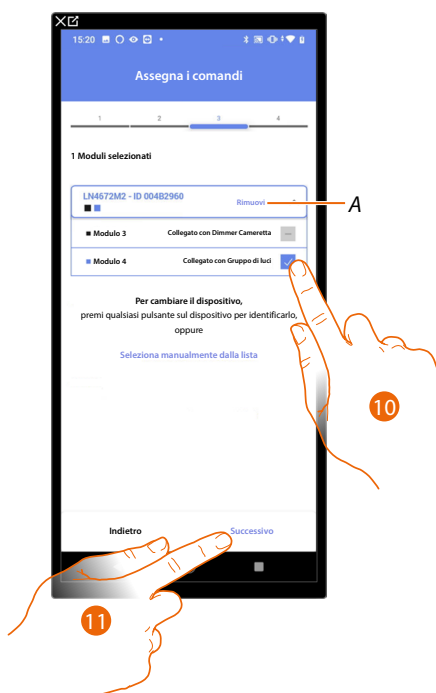 15:20
Assegna i comandi
1 2 3 4
1 Moduli selezionati
LN4672M2 - ID 004B2960
Rimuovi
A
Modulo 3 Collegato con Dimmer Cameretta
Modulo 4 Collegato con Gruppo di luci
Per cambiare il dispositivo,
premi qualsiasi pulsante sul dispositivo per identificarlo,
oppure
Seleziona manualmente dalla lista
10
Indietro Successivo
11